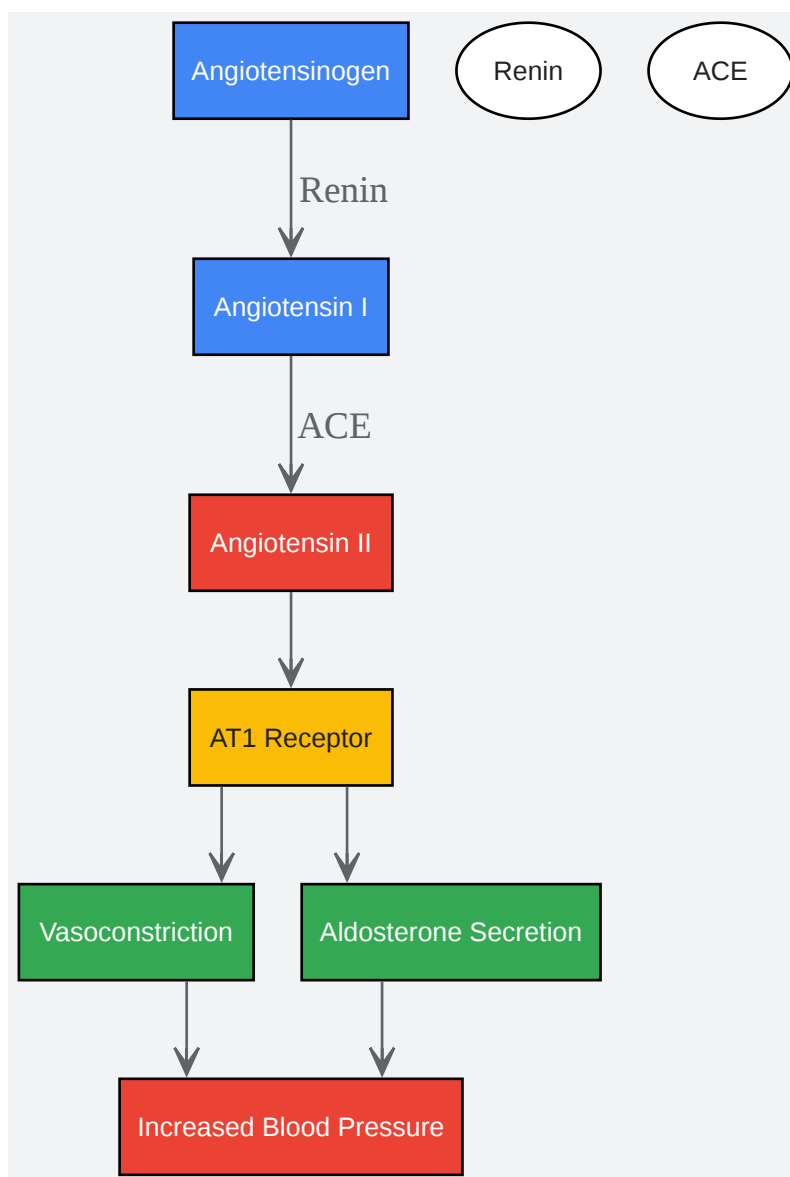 Angiotensinogen
Renin
ACE
Renin
Angiotensin I
ACE
Angiotensin II
AT1 Receptor
Vasoconstriction
Aldosterone Secretion
Increased Blood Pressure